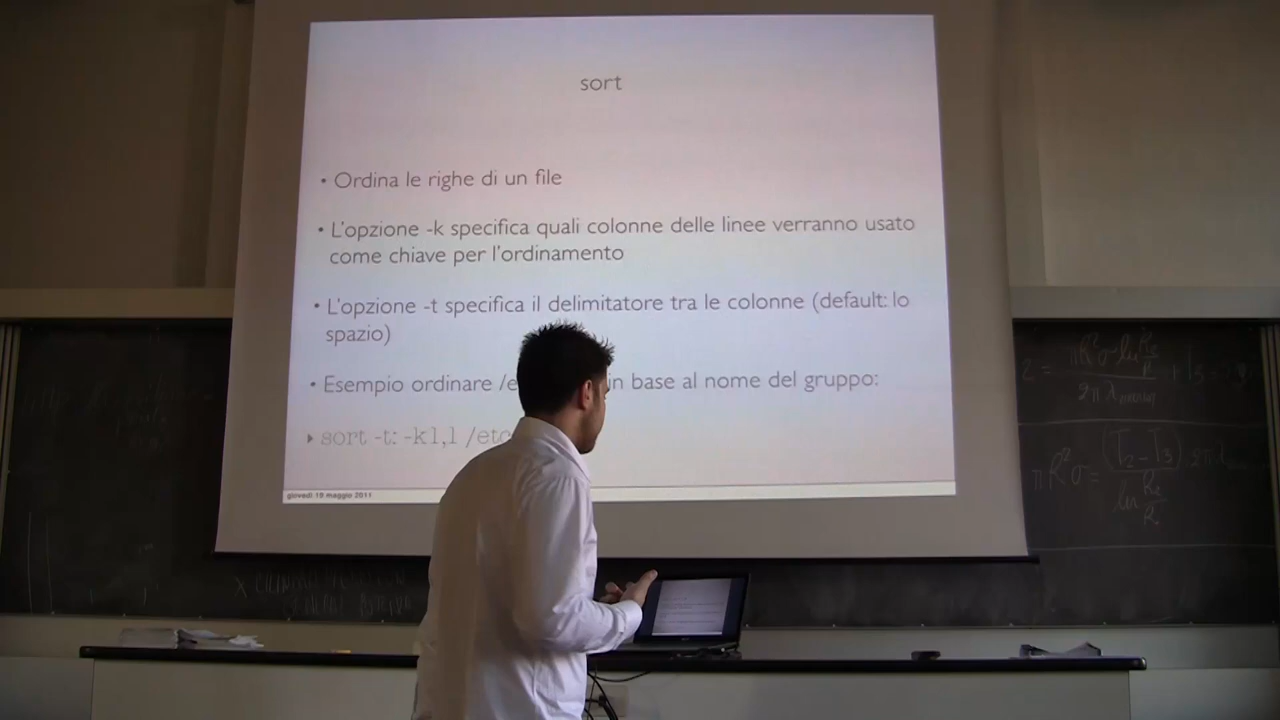 sort
• Ordina le righe di un file
• L'opzione -k specifica quali colonne delle linee verranno usato
come chiave per l'ordinamento
• L'opzione -t specifica il delimitatore tra le colonne (default: lo
spazio)
• Esempio ordinare /e in base al nome del gruppo:
sort -t: -k1,1 /etc
giovedì 19 maggio 2011